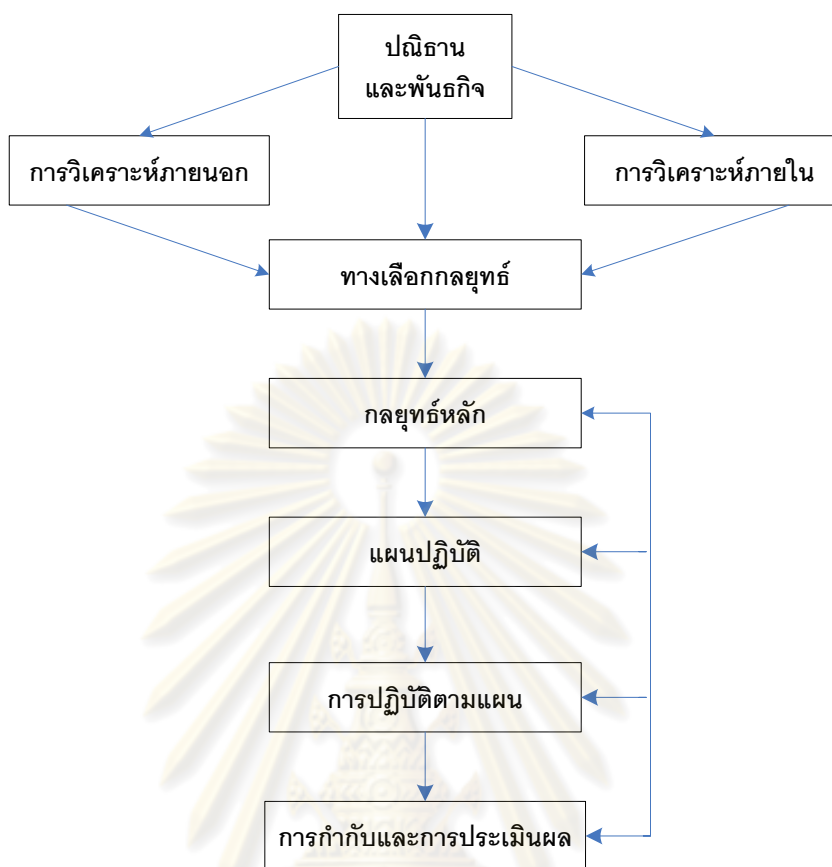 ปณิธาน
และพันธกิจ
การวิเคราะห์ภายนอก
การวิเคราะห์ภายใน
ทางเลือกกลยุทธ์
กลยุทธ์หลัก
แผนปฏิบัติ
การปฏิบัติตามแผน
การกำกับและการประเมินผล